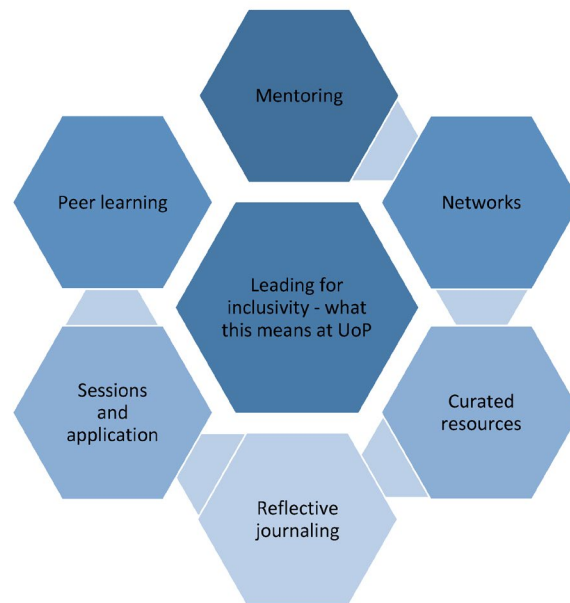 Mentoring
Peer learning
Networks
Leading for
inclusivity - what
this means at UoP
Sessions
and
application
Curated
resources
Reflective
journaling